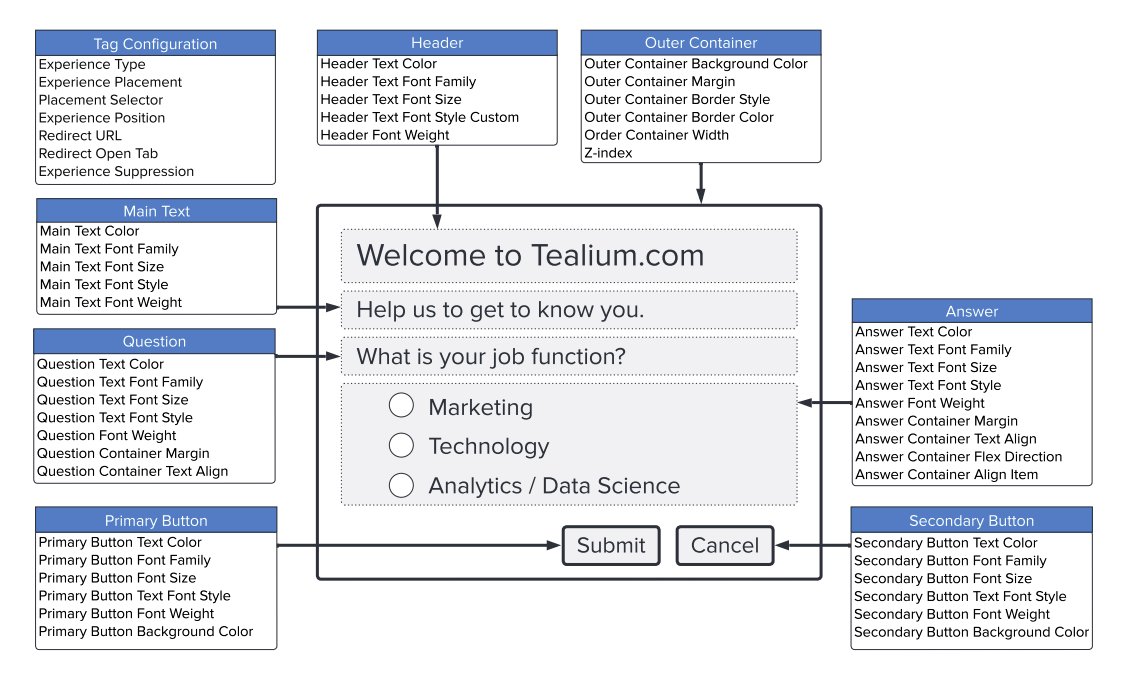 Tag Configuration
Experience Type
Experience Placement
Placement Selector
Experience Position
Redirect URL
Redirect Open Tab
Experience Suppression
Header
Header Text Color
Header Text Font Family
Header Text Font Size
Header Text Font Style Custom
Header Font Weight
Outer Container
Outer Container Background Color
Outer Container Margin
Outer Container Border Style
Outer Container Border Color
Order Container Width
Z-index
Main Text
Main Text Color
Main Text Font Family
Main Text Font Size
Main Text Font Style
Main Text Font Weight
Question
Question Text Color
Question Text Font Family
Question Text Font Size
Question Text Font Style
Question Font Weight
Question Container Margin
Question Container Text Align
Primary Button
Primary Button Text Color
Primary Button Font Family
Primary Button Font Size
Primary Button Text Font Style
Primary Button Font Weight
Primary Button Background Color
Welcome to Tealium.com
Help us to get to know you.
What is your job function?
Marketing
Technology
Analytics / Data Science
Submit
Cancel
Answer
Answer Text Color
Answer Text Font Family
Answer Text Font Size
Answer Text Font Style
Answer Font Weight
Answer Container Margin
Answer Container Text Align
Answer Container Flex Direction
Answer Container Align Item
Secondary Button
Secondary Button Text Color
Secondary Button Font Family
Secondary Button Font Size
Secondary Button Text Font Style
Secondary Button Font Weight
Secondary Button Background Color